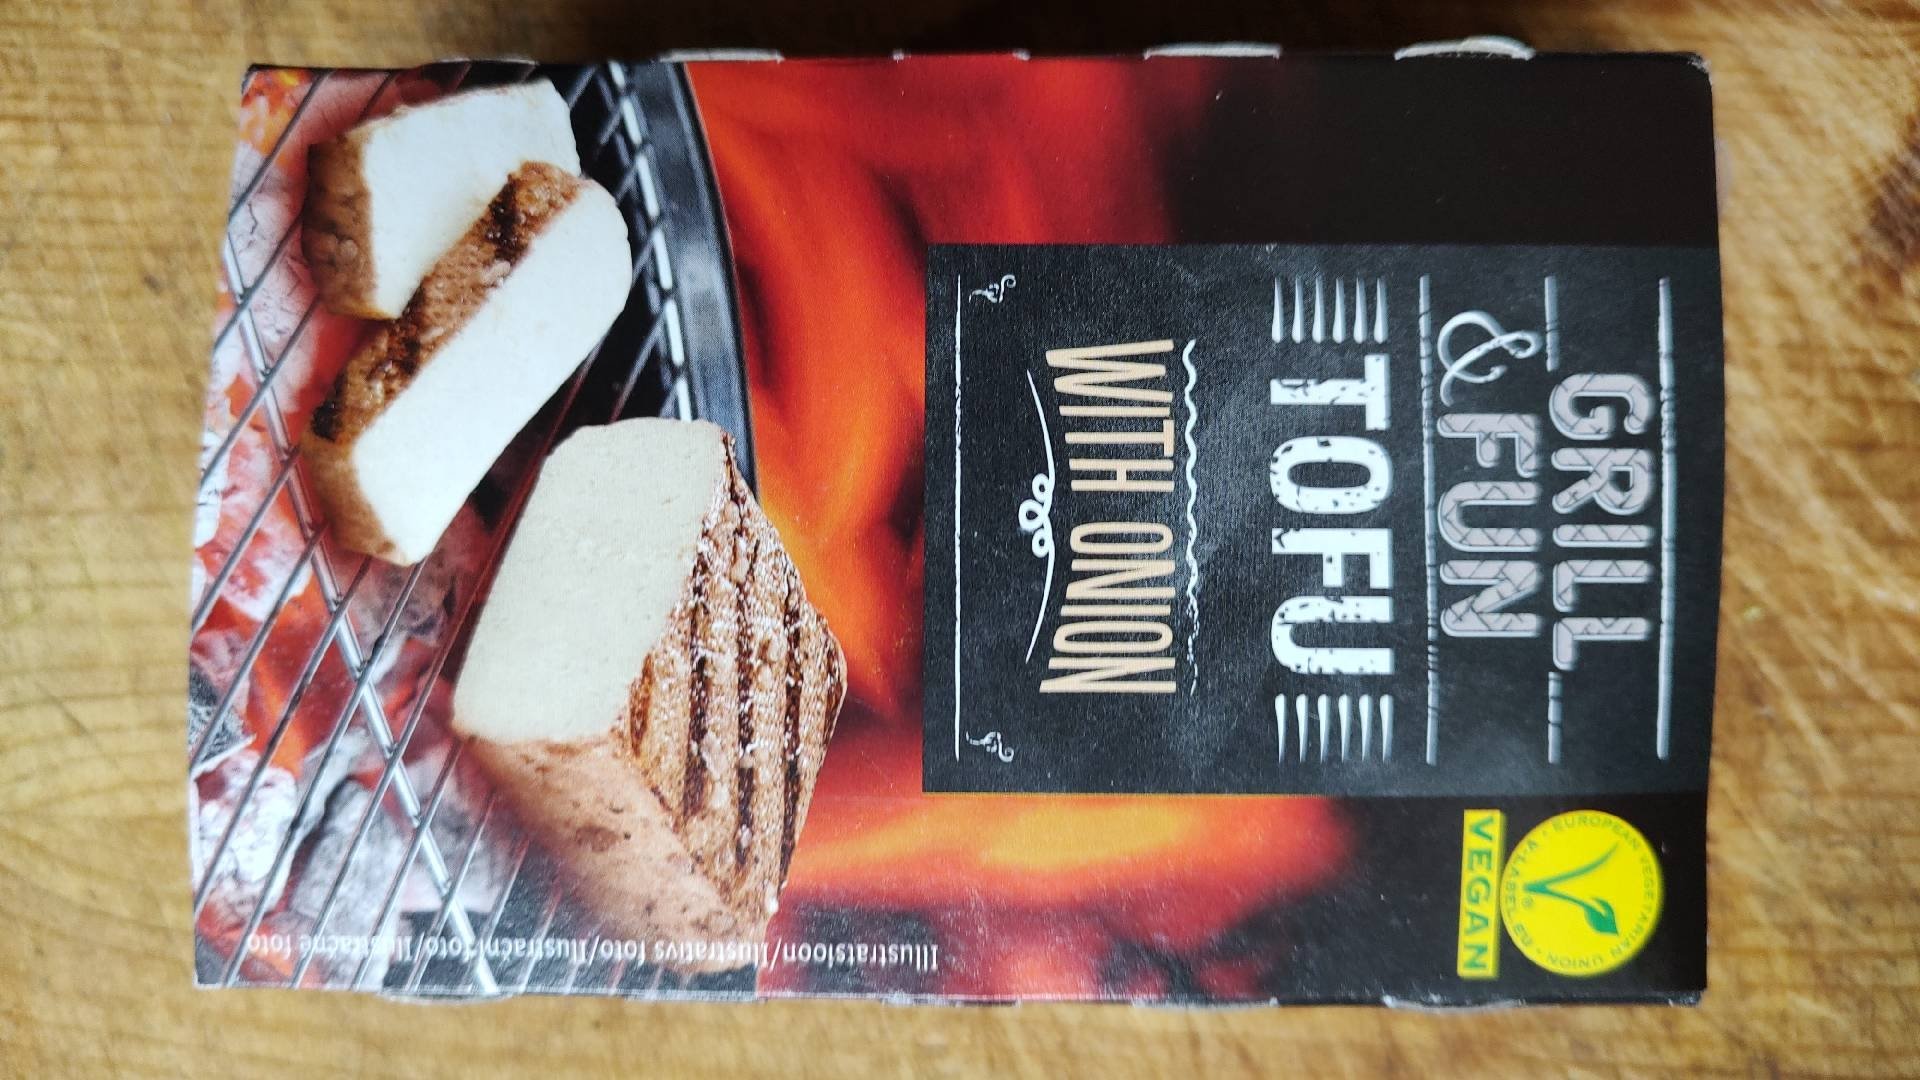 GRILL
& FUN
TOFU
WITH ONION
EUROPEAN VEGETARIAN UNION
V-LABEL.EU
VEGAN
Illustratsioon/Ilustratīvs foto/Ilustrační foto/Ilustračné foto